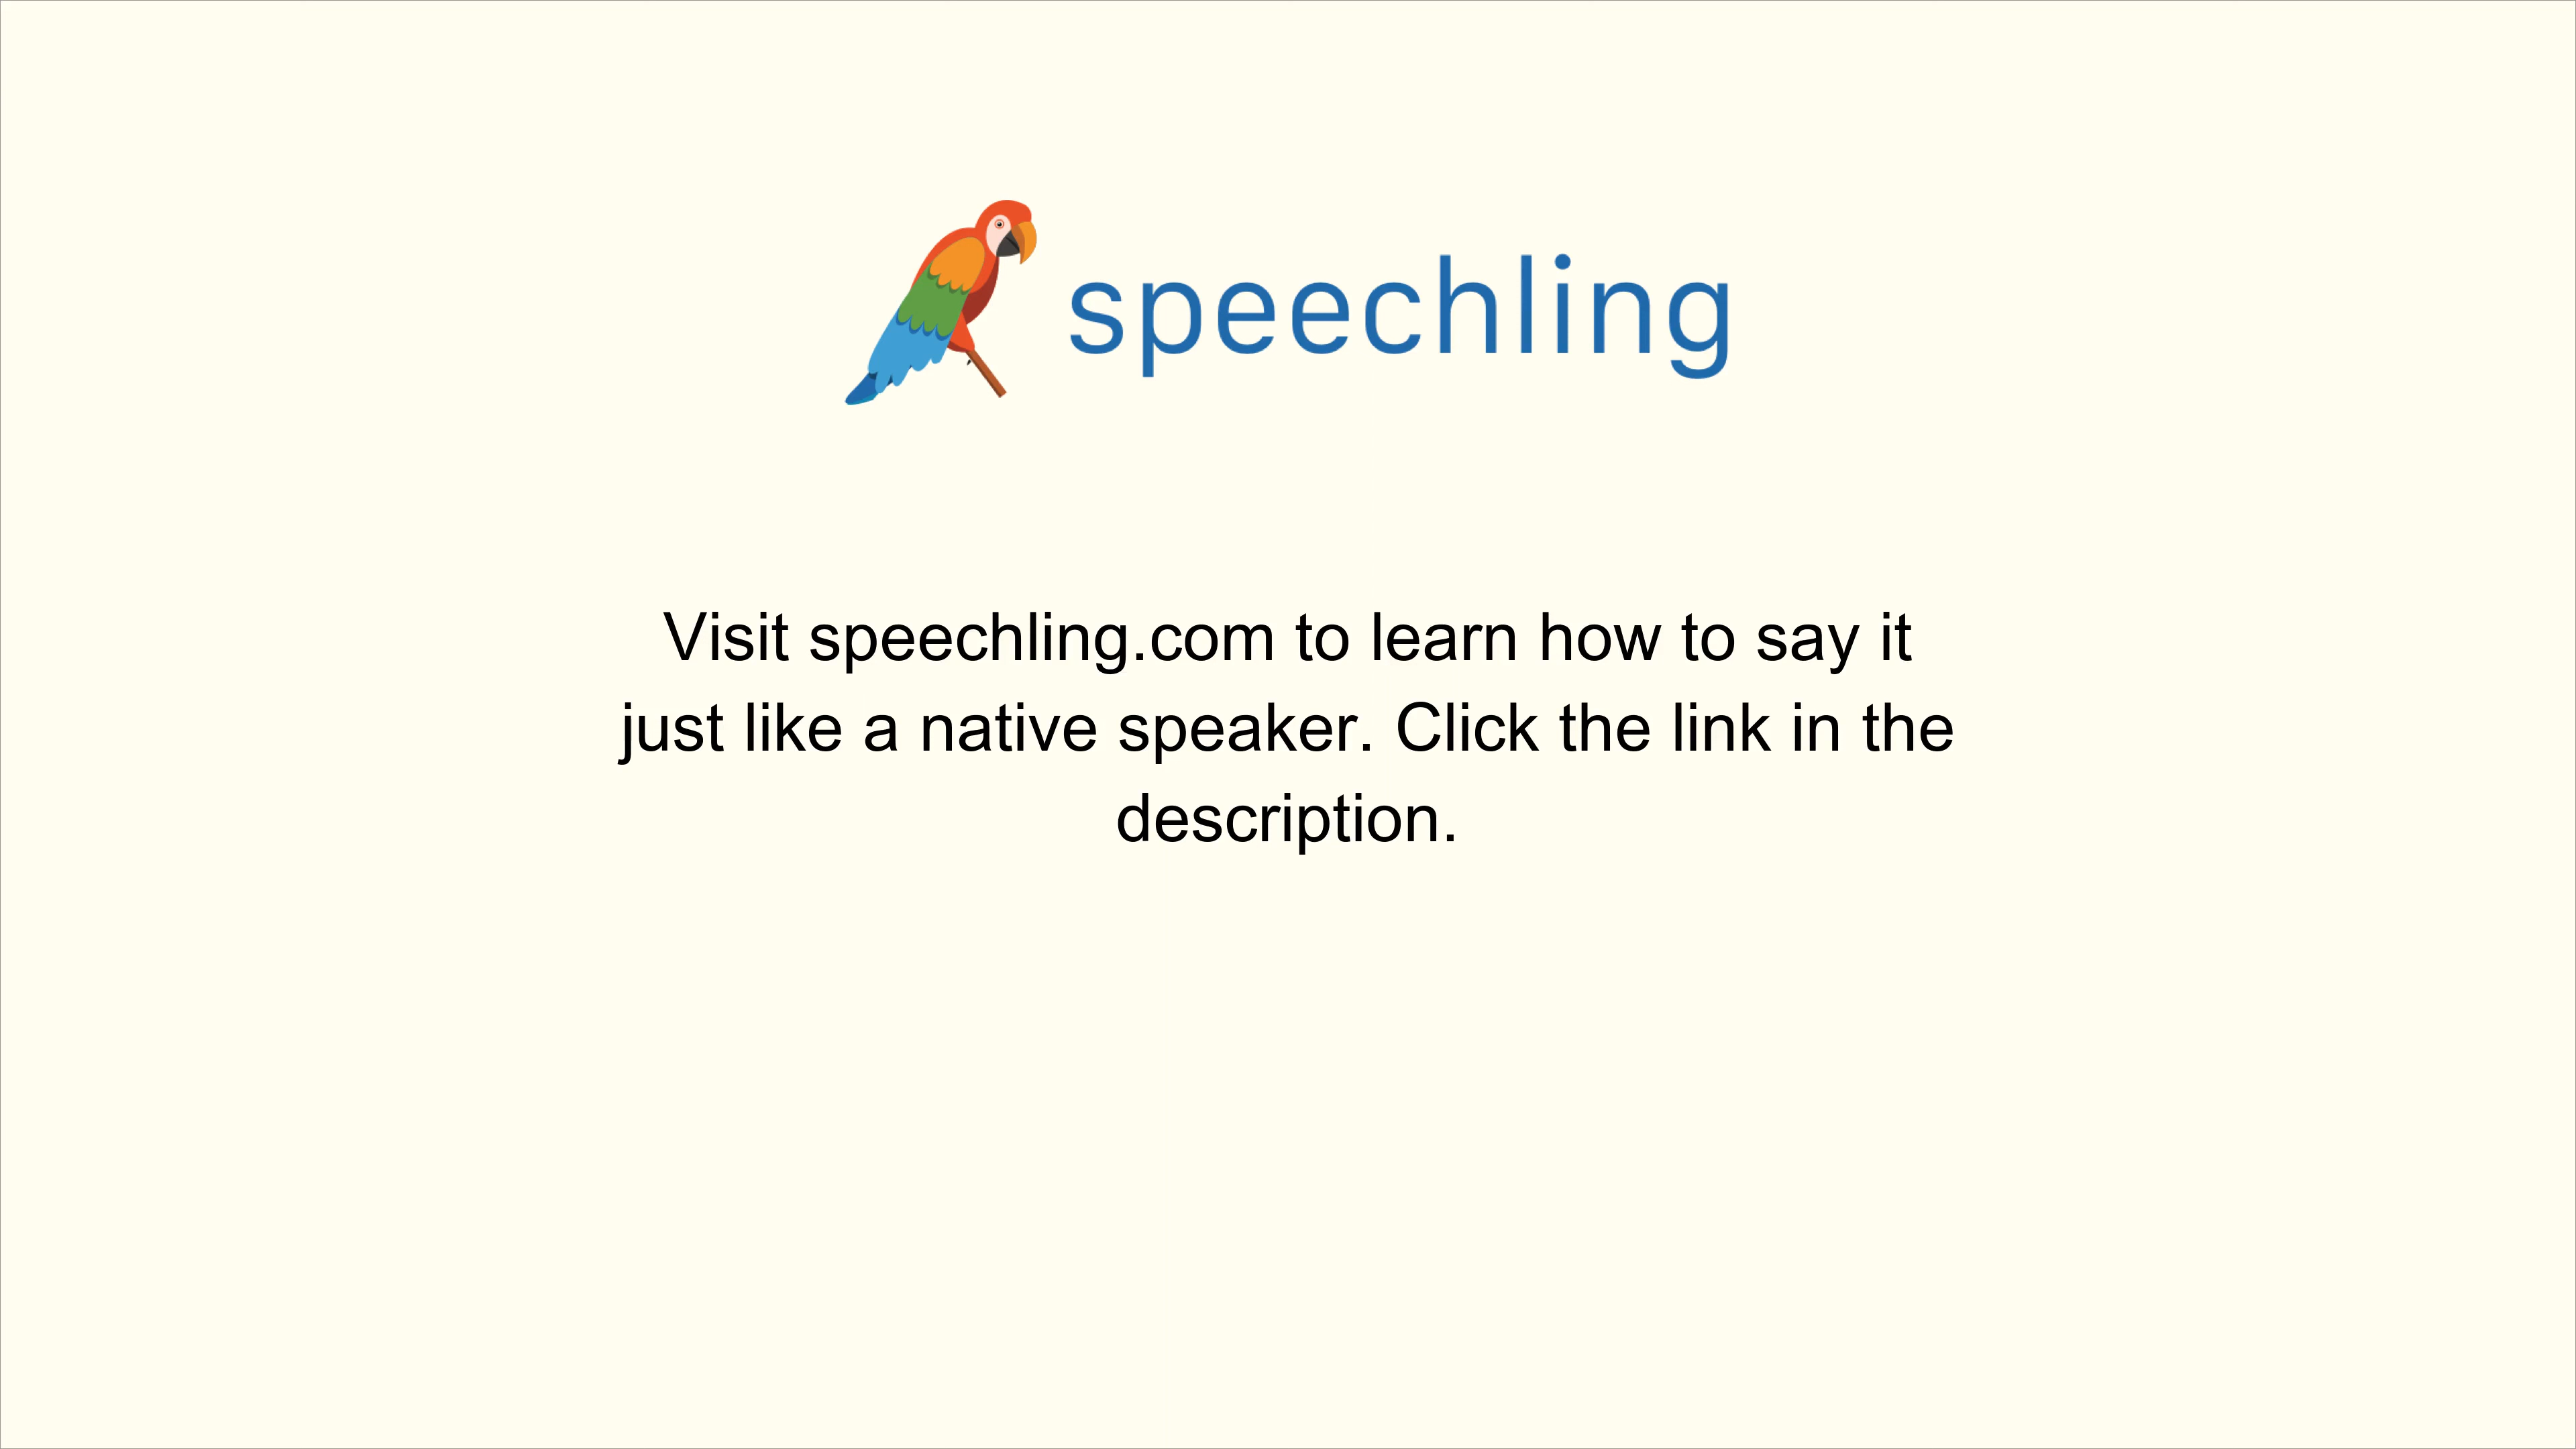 speechling
Visit speechling.com to learn how to say it
just like a native speaker. Click the link in the
description.